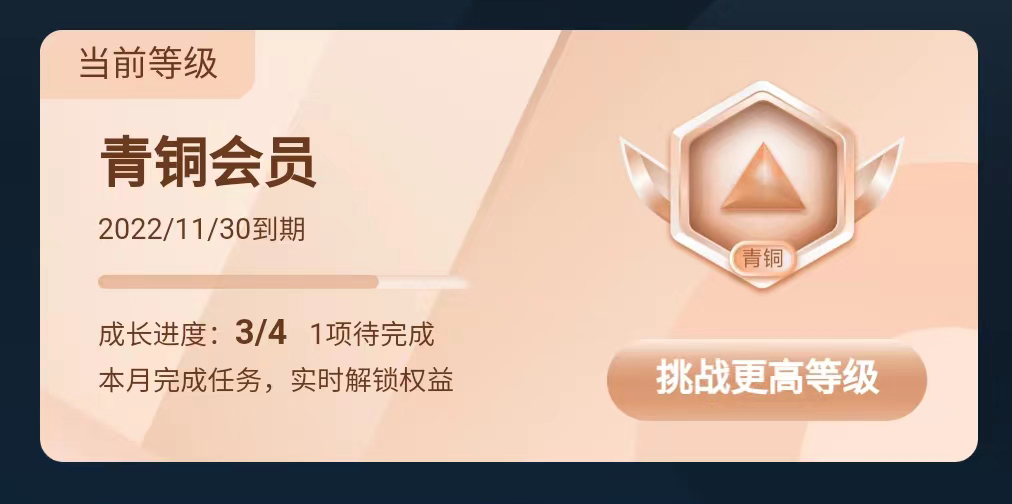 当前等级
青铜会员
2022/11/30到期
成长进度：3/4 1项待完成
本月完成任务，实时解锁权益
青铜
挑战更高等级